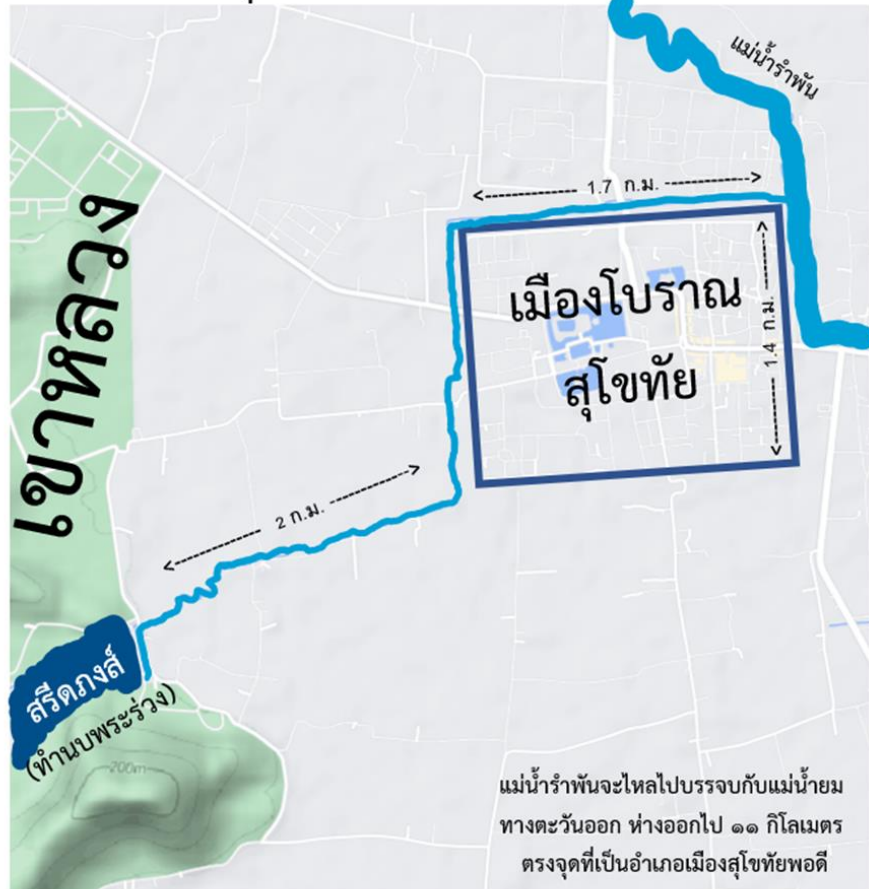 แม่น้ำรำพัน
1.7 ก.ม.
เขาหลวง
เมืองโบราณ
สุโขทัย
1.4 ก.ม.
2 ก.ม.
สรีดภงส์
(ทำนบพระร่วง)
200m
แม่น้ำรำพันจะไหลไปบรรจบกับแม่น้ำยม
ทางตะวันออก ห่างออกไป ๑๑ กิโลเมตร
ตรงจุดที่เป็นอำเภอเมืองสุโขทัยพอดี